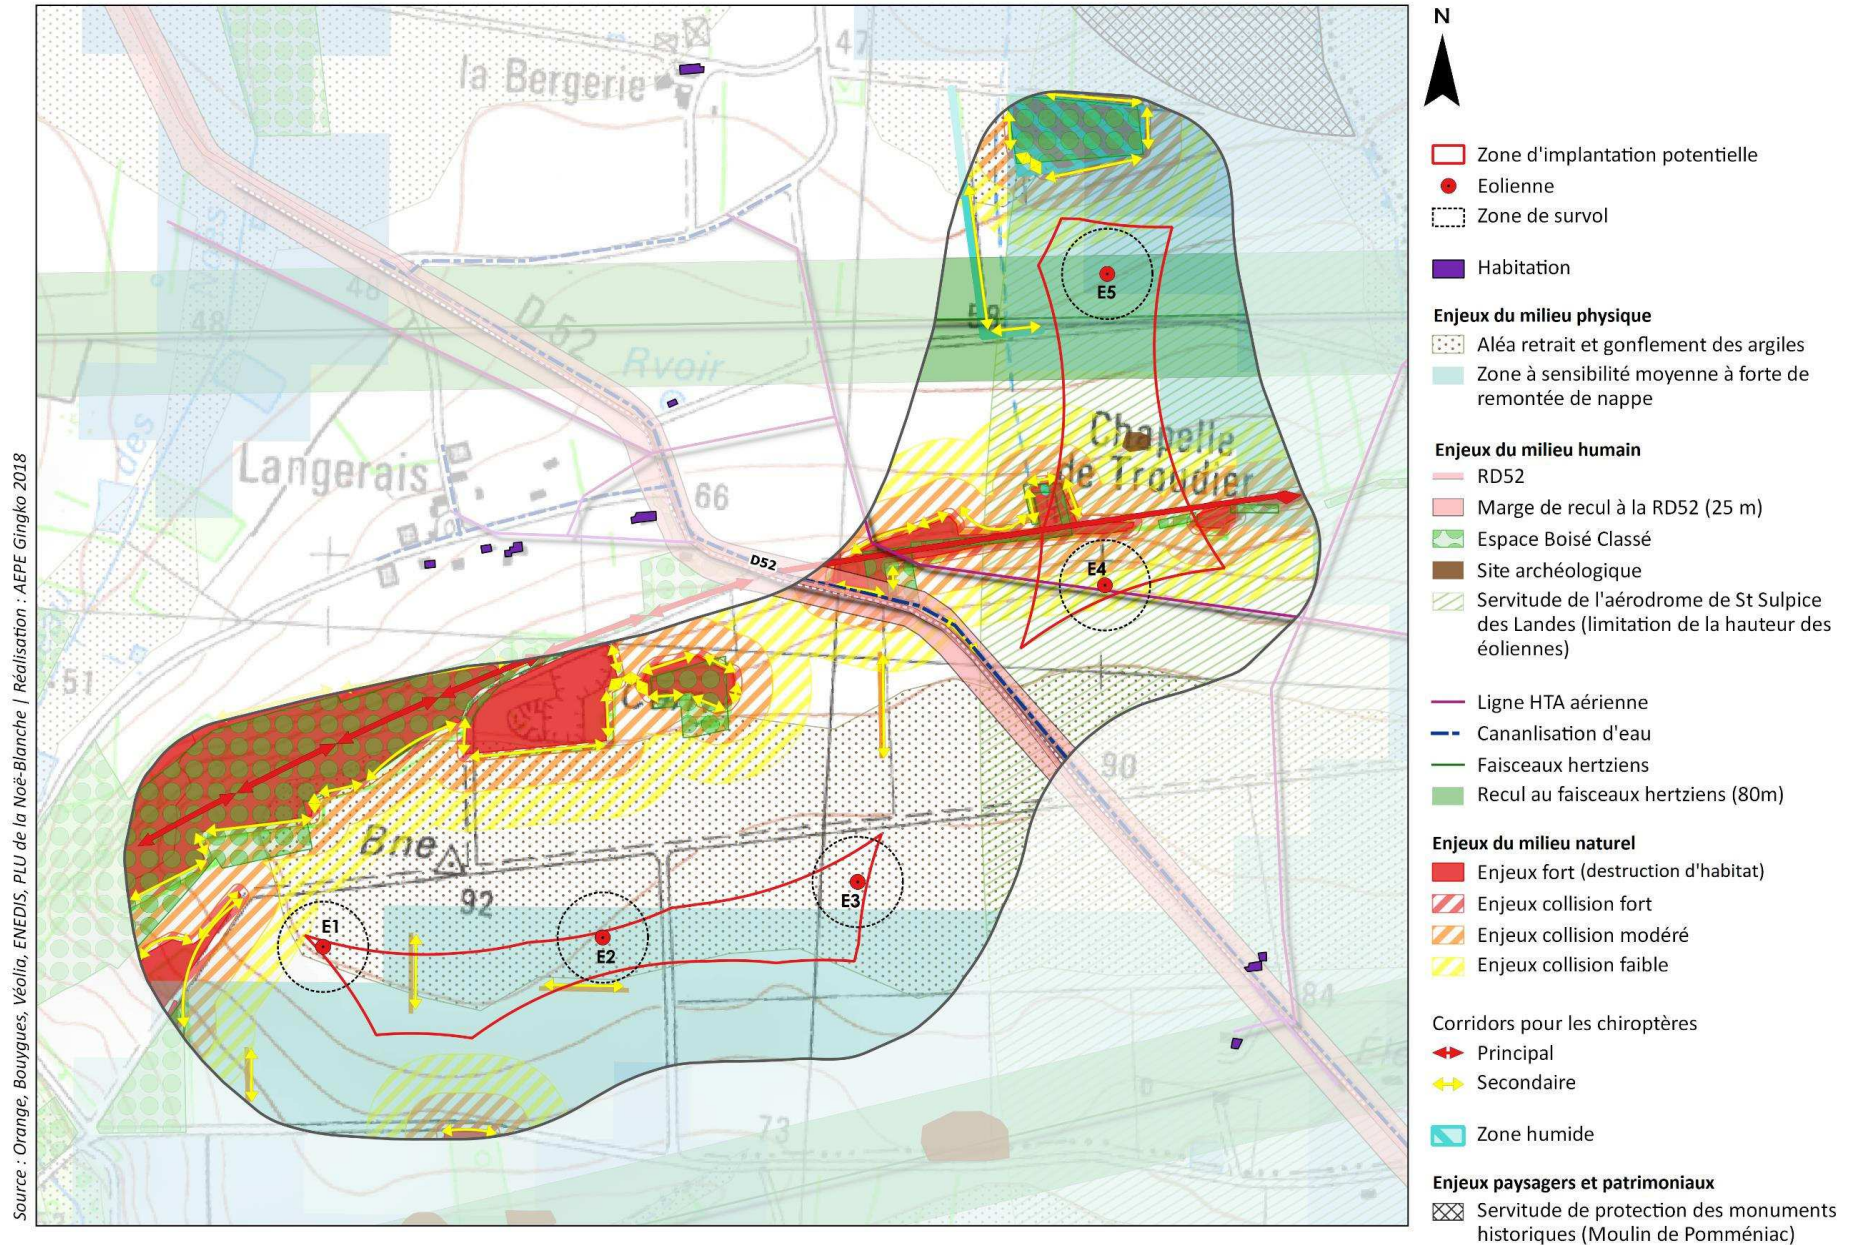 Source : Orange, Bouygues, Véolia, ENEDIS, PLU de la Noë-Blanche | Réalisation : AEPE Gingko 2018
la Bergerie
47
48
48
D 52
Rvoir
59
Langerais
66
D52
Chapelle
de Troudier
E5
E4
51
des
90
Bne
92
E1
E2
E3
84
73
N
Zone d'implantation potentielle
Eolienne
Zone de survol
Habitation
Enjeux du milieu physique
Aléa retrait et gonflement des argiles
Zone à sensibilité moyenne à forte de
remontée de nappe
Enjeux du milieu humain
RD52
Marge de recul à la RD52 (25 m)
Espace Boisé Classé
Site archéologique
Servitude de l'aérodrome de St Sulpice
des Landes (limitation de la hauteur des
éoliennes)
Ligne HTA aérienne
Cananlisation d'eau
Faisceaux hertziens
Recul au faisceaux hertziens (80m)
Enjeux du milieu naturel
Enjeux fort (destruction d'habitat)
Enjeux collision fort
Enjeux collision modéré
Enjeux collision faible
Corridors pour les chiroptères
Principal
Secondaire
Zone humide
Enjeux paysagers et patrimoniaux
Servitude de protection des monuments
historiques (Moulin de Pomméniac)